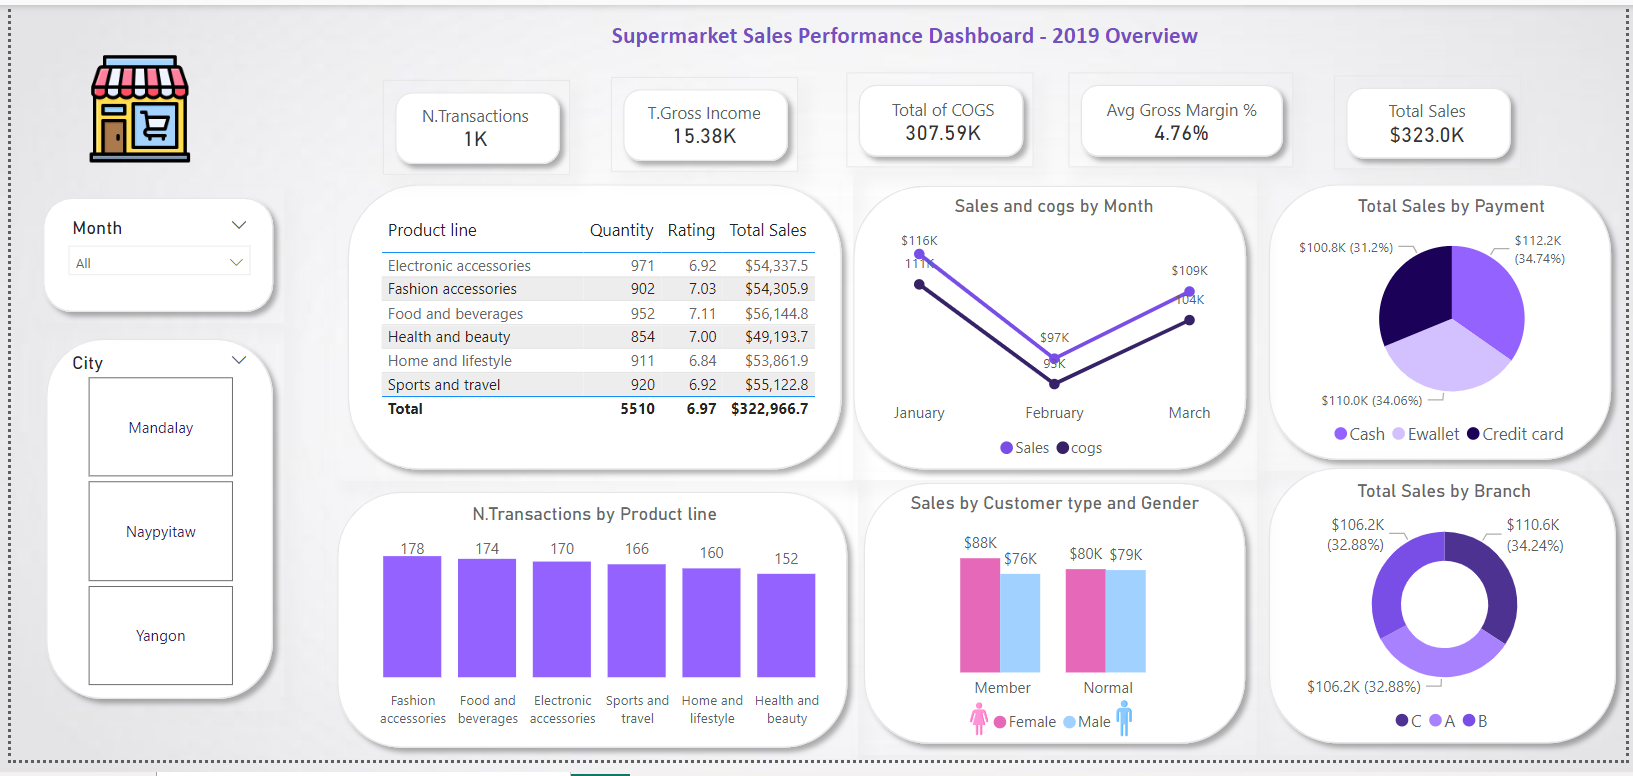 Supermarket Sales Performance Dashboard - 2019 Overview
N.Transactions
1K
T.Gross Income
15.38K
Total of COGS
307.59K
Avg Gross Margin %
4.76%
Total Sales
$323.0K
Month
All
City
Mandalay
Naypyitaw
Yangon
Product line Quantity Rating Total Sales
Electronic accessories 971 6.92 $54,337.5
Fashion accessories 902 7.03 $54,305.9
Food and beverages 952 7.11 $56,144.8
Health and beauty 854 7.00 $49,193.7
Home and lifestyle 911 6.84 $53,861.9
Sports and travel 920 6.92 $55,122.8
Total 5510 6.97 $322,966.7
Sales and cogs by Month
$116K
111K
$109K
104K
$97K
93K
January February March
Sales cogs
Total Sales by Payment
$100.8K (31.2%)
$112.2K
(34.74%)
$110.0K (34.06%)
Cash Ewallet Credit card
N.Transactions by Product line
178 174 170 166 160 152
Fashion accessories
Food and beverages
Electronic accessories
Sports and travel
Home and lifestyle
Health and beauty
Sales by Customer type and Gender
$88K $76K $80K $79K
Member Normal
Female Male
Total Sales by Branch
$106.2K
(32.88%)
$110.6K
(34.24%)
$106.2K (32.88%)
C A B